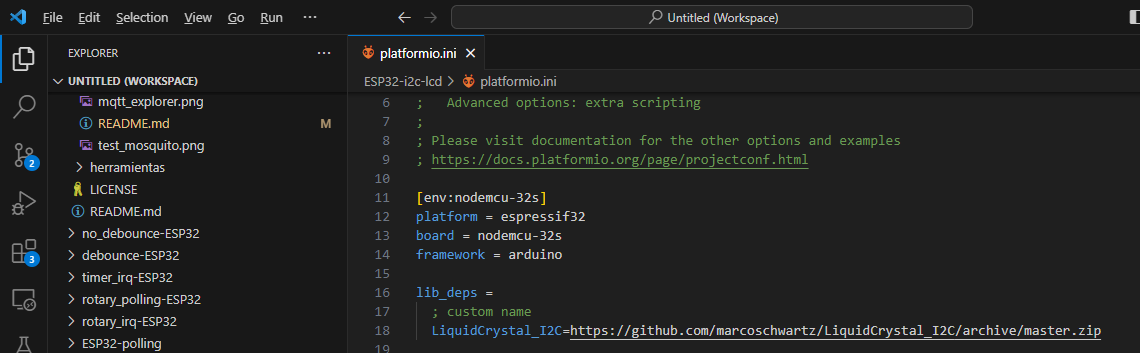 File Edit Selection View Go Run ··· ← → Untitled (Workspace)
EXPLORER ···
UNTITLED (WORKSPACE)
mqtt_explorer.png
README.md M
test_mosquito.png
herramientas
LICENSE
README.md
no_debounce-ESP32
debounce-ESP32
timer_irq-ESP32
rotary_polling-ESP32
rotary_irq-ESP32
ESP32-polling
2
3
platformio.ini ×
ESP32-i2c-lcd > platformio.ini
6 ;   Advanced options: extra scripting
7 ;
8 ; Please visit documentation for the other options and examples
9 ; https://docs.platformio.org/page/projectconf.html
10
11 [env:nodemcu-32s]
12 platform = espressif32
13 board = nodemcu-32s
14 framework = arduino
15
16 lib_deps =
17   ; custom name
18   LiquidCrystal_I2C=https://github.com/marcoschwartz/LiquidCrystal_I2C/archive/master.zip
19